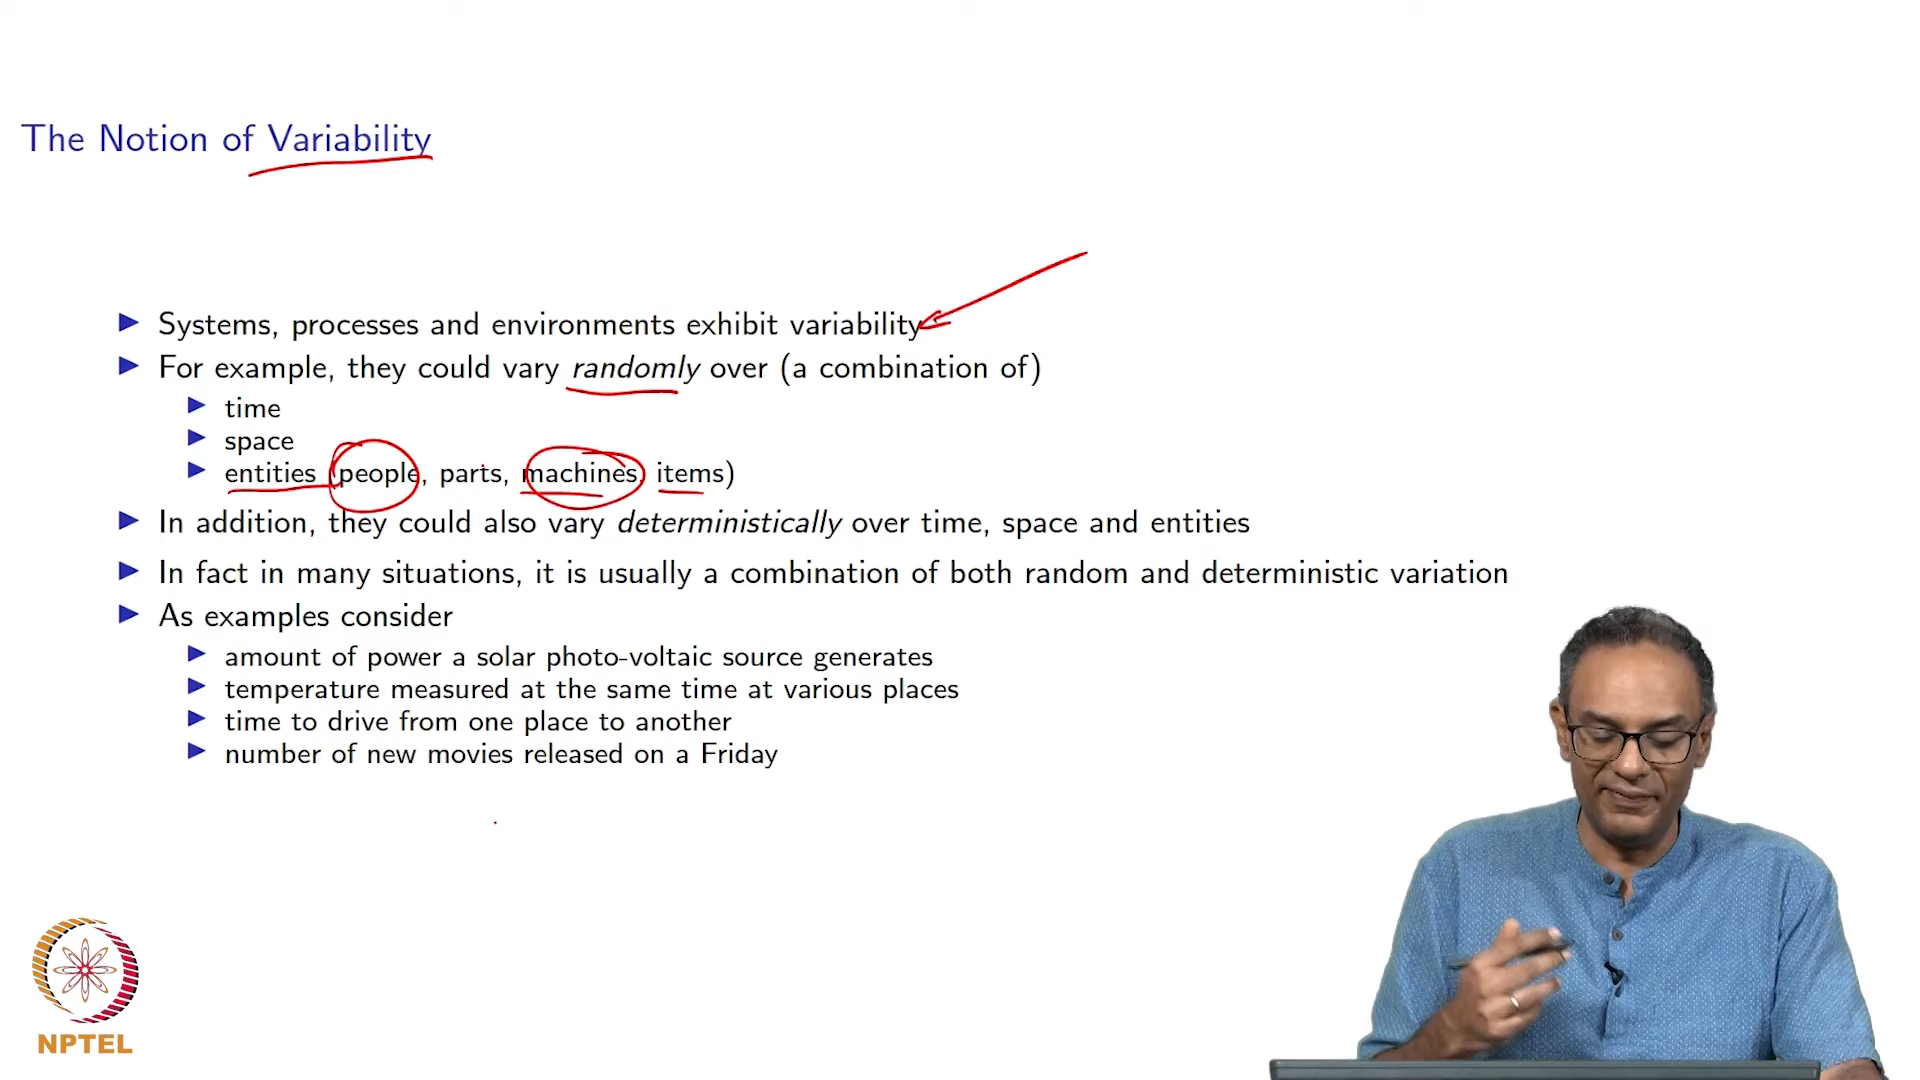 The Notion of Variability
▶ Systems, processes and environments exhibit variability
▶ For example, they could vary randomly over (a combination of)
▶ time
▶ space
▶ entities (people, parts, machines, items)
▶ In addition, they could also vary deterministically over time, space and entities
▶ In fact in many situations, it is usually a combination of both random and deterministic variation
▶ As examples consider
▶ amount of power a solar photo-voltaic source generates
▶ temperature measured at the same time at various places
▶ time to drive from one place to another
▶ number of new movies released on a Friday
NPTEL